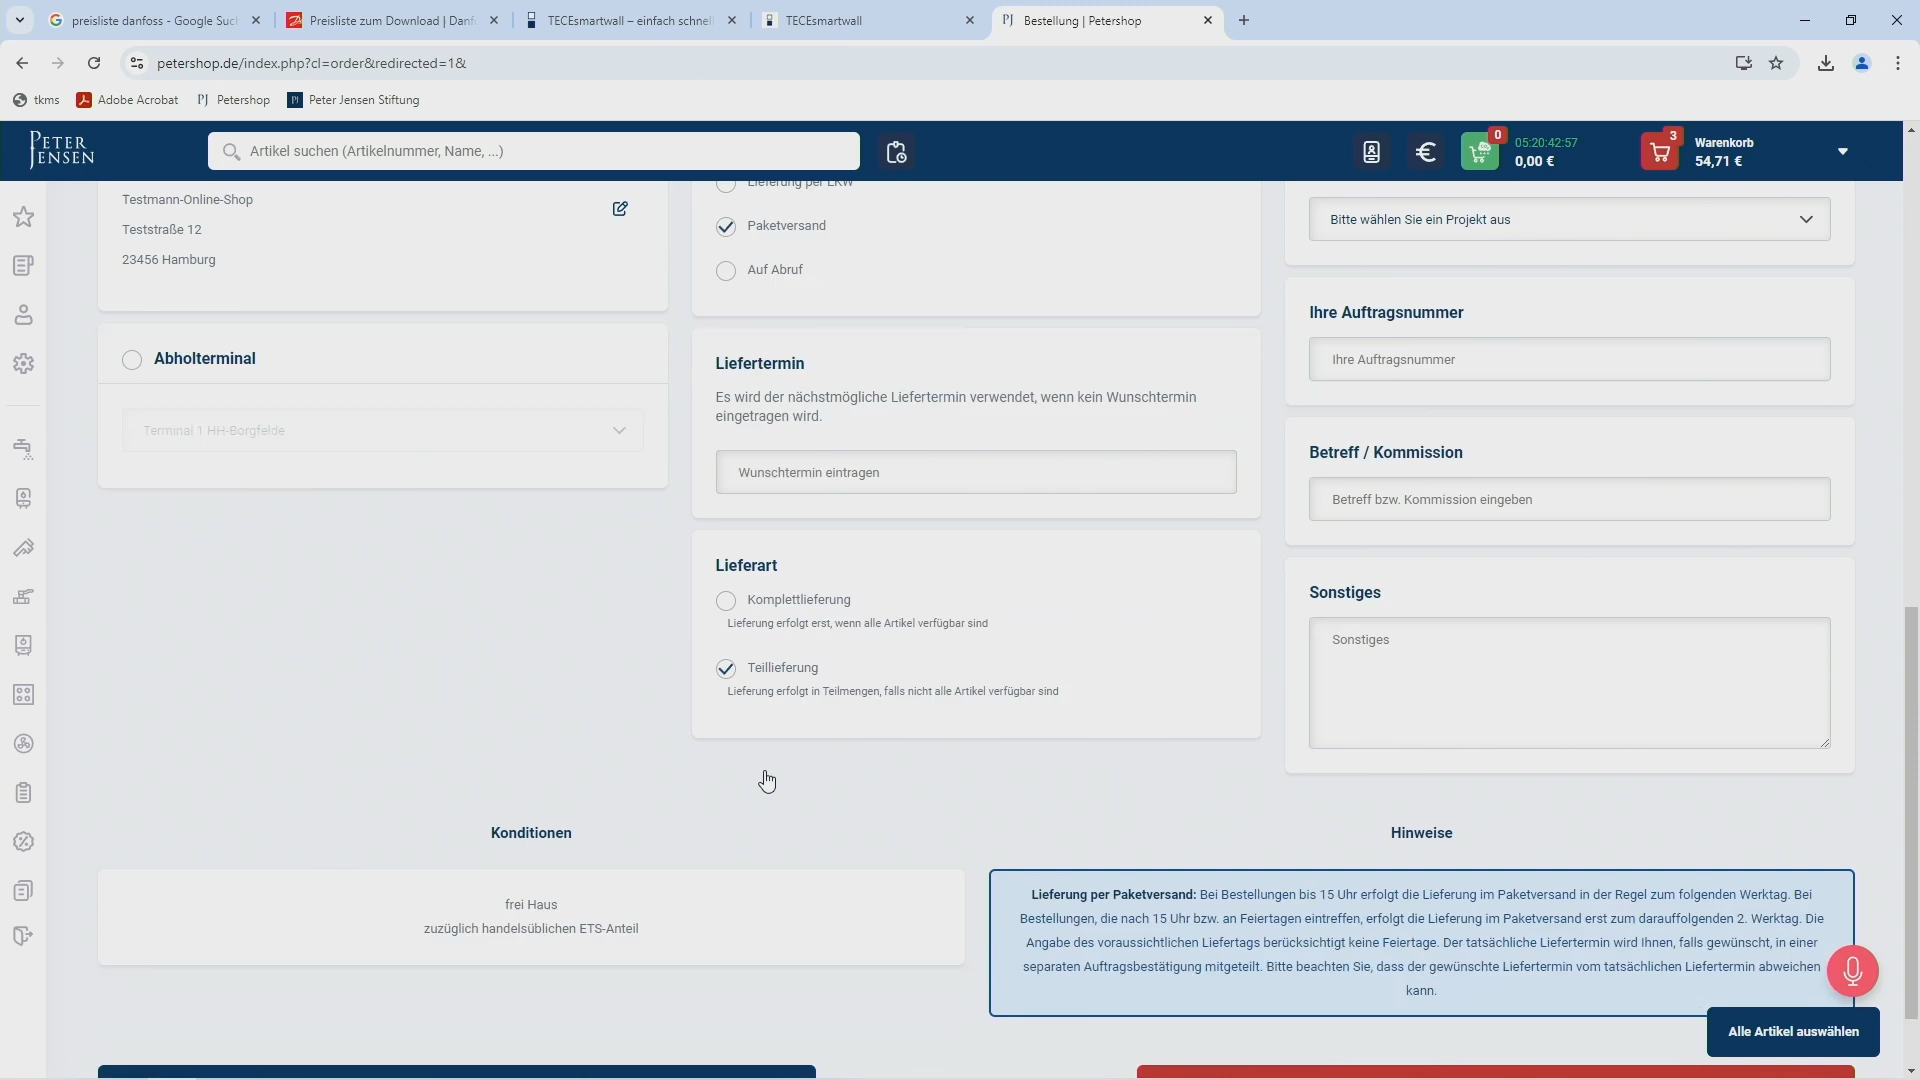 preisliste danfoss - Google Suc
Preisliste zum Download | Danf
TECEsmartwall – einfach schnell
TECEsmartwall
PJ Bestellung | Petershop
petershop.de/index.php?cl=order&redirected=1&
tkms
Adobe Acrobat
PJ Petershop
PJ Peter Jensen Stiftung
PETER
JENSEN
Artikel suchen (Artikelnummer, Name, ...)
0
05:20:42:57
0,00 €
3
Warenkorb
54,71 €
Testmann-Online-Shop
Teststraße 12
23456 Hamburg
Abholterminal
Terminal 1 HH-Borgfelde
Lieferung per LKW
Paketversand
Auf Abruf
Liefertermin
Es wird der nächstmögliche Liefertermin verwendet, wenn kein Wunschtermin
eingetragen wird.
Wunschtermin eintragen
Lieferart
Komplettlieferung
Lieferung erfolgt erst, wenn alle Artikel verfügbar sind
Teillieferung
Lieferung erfolgt in Teilmengen, falls nicht alle Artikel verfügbar sind
Bitte wählen Sie ein Projekt aus
Ihre Auftragsnummer
Ihre Auftragsnummer
Betreff / Kommission
Betreff bzw. Kommission eingeben
Sonstiges
Sonstiges
Konditionen
frei Haus
zuzüglich handelsüblichen ETS-Anteil
Hinweise
Lieferung per Paketversand: Bei Bestellungen bis 15 Uhr erfolgt die Lieferung im Paketversand in der Regel zum folgenden Werktag. Bei
Bestellungen, die nach 15 Uhr bzw. an Feiertagen eintreffen, erfolgt die Lieferung im Paketversand erst zum darauffolgenden 2. Werktag. Die
Angabe des voraussichtlichen Liefertags berücksichtigt keine Feiertage. Der tatsächliche Liefertermin wird Ihnen, falls gewünscht, in einer
separaten Auftragsbestätigung mitgeteilt. Bitte beachten Sie, dass der gewünschte Liefertermin vom tatsächlichen Liefertermin abweichen
kann.
Alle Artikel auswählen